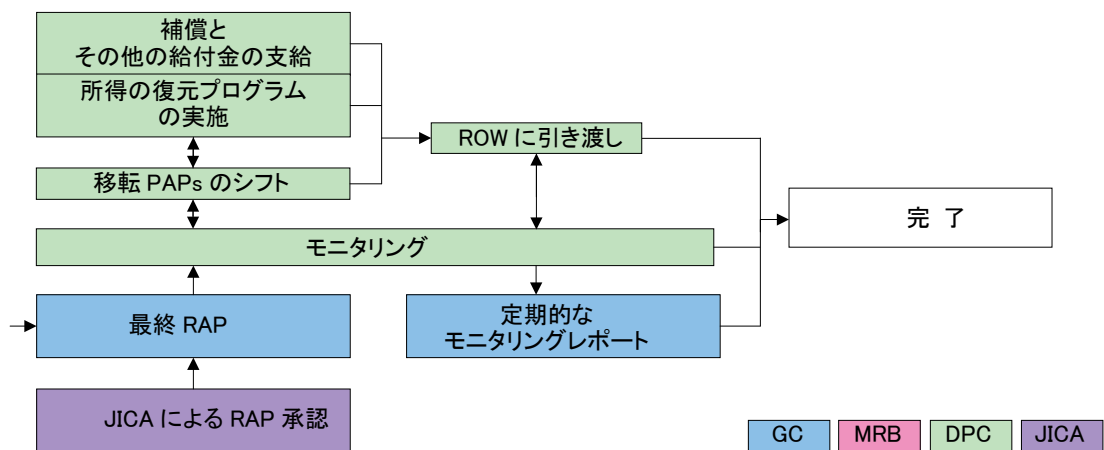 補償と
その他の給付金の支給
所得の復元プログラム
の実施
ROW に引き渡し
移転 PAPs のシフト
完 了
モニタリング
最終 RAP
定期的な
モニタリングレポート
JICA による RAP 承認
GC
MRB
DPC
JICA